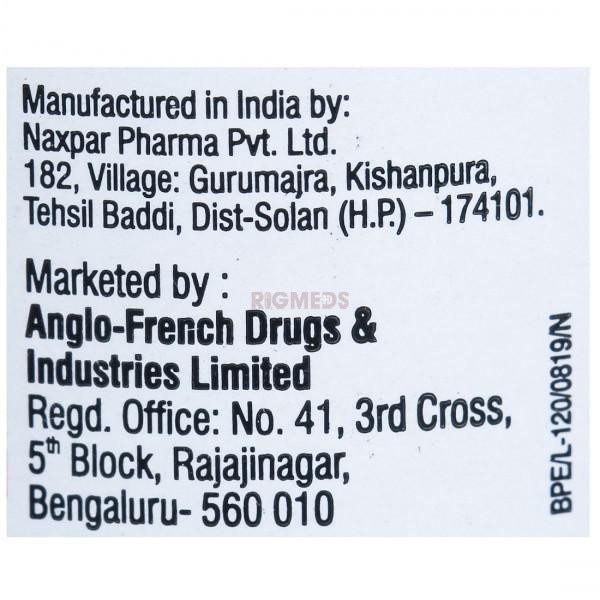 Manufactured in India by:
Naxpar Pharma Pvt. Ltd.
182, Village: Gurumajra, Kishanpura,
Tehsil Baddi, Dist-Solan (H.P.) – 174101.
Marketed by :
RIGMEDS
Anglo-French Drugs &
Industries Limited
Regd. Office: No. 41, 3rd Cross,
5th Block, Rajajinagar,
Bengaluru- 560 010
BPE/L-120/0819/N